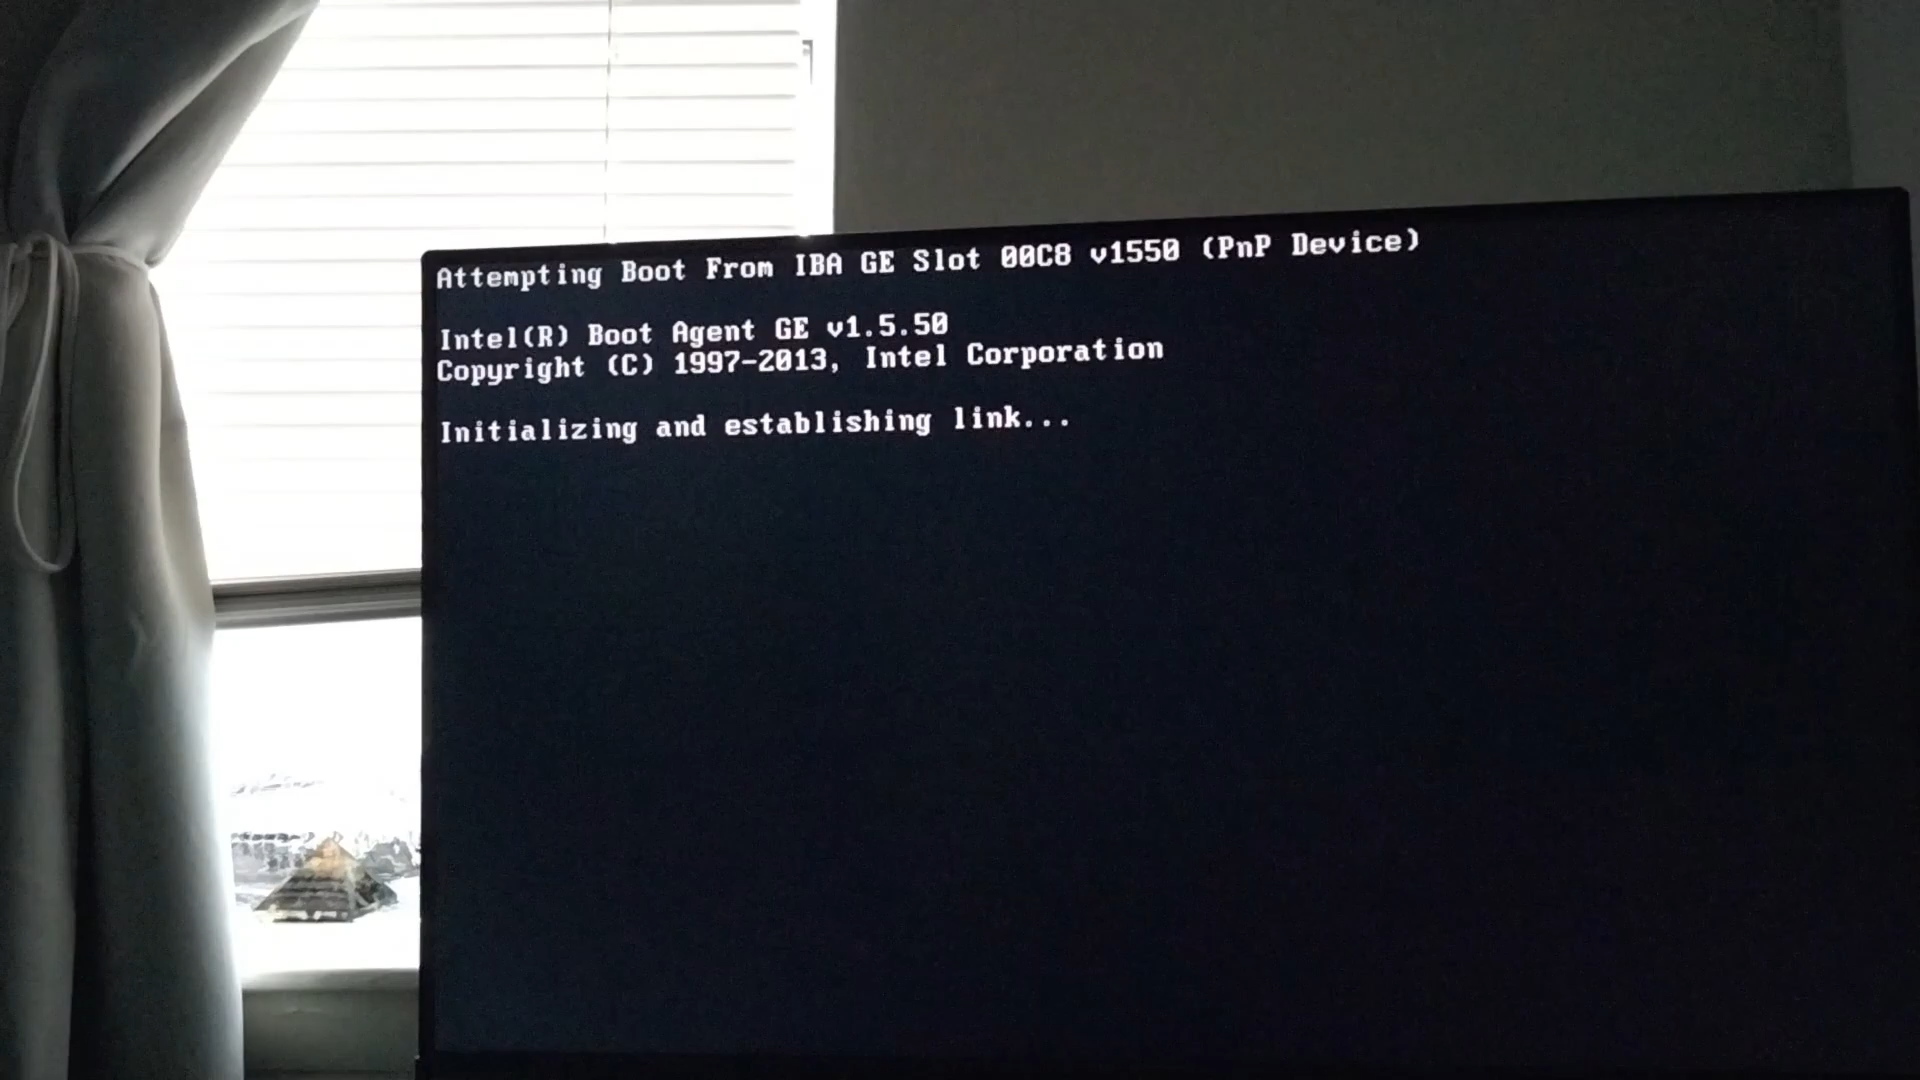 Attempting Boot From IBA GE Slot 00C8 v1550 (PnP Device)
Intel(R) Boot Agent GE v1.5.50
Copyright (C) 1997-2013, Intel Corporation
Initializing and establishing link...